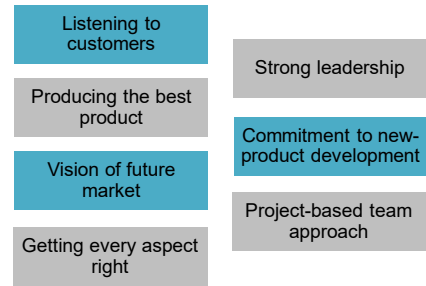 Listening to
customers
Producing the best
product
Vision of future
market
Getting every aspect
right
Strong leadership
Commitment to new-
product development
Project-based team
approach